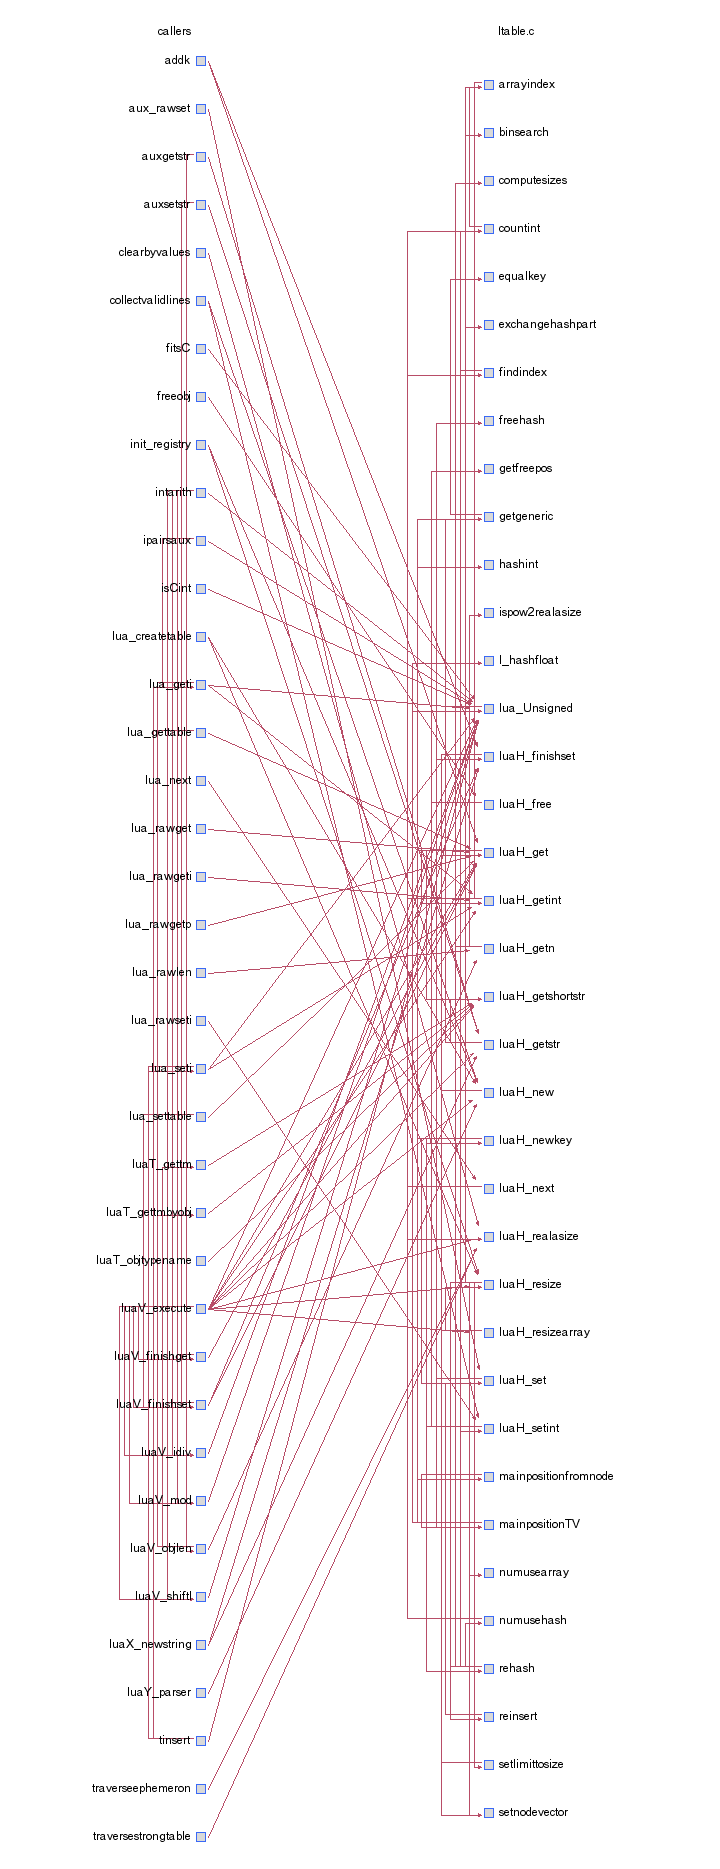 callers
addk
aux_rawset
auxgetstr
auxsetstr
clearbyvalues
collectvalidlines
fitsC
freeobj
init_registry
intarith
ipairsaux
isCint
lua_createtable
lua_geti
lua_gettable
lua_next
lua_rawget
lua_rawgeti
lua_rawgetp
lua_rawlen
lua_rawseti
lua_seti
lua_settable
luaT_gettm
luaT_gettmbyobj
luaT_objtypename
luaV_execute
luaV_finishget
luaV_finishset
luaV_idiv
luaV_mod
luaV_objlen
luaV_shiftl
luaX_newstring
luaY_parser
tinsert
traverseephemeron
traversestrongtable
ltable.c
arrayindex
binsearch
computesizes
countint
equalkey
exchangehashpart
findindex
freehash
getfreepos
getgeneric
hashint
ispow2realasize
l_hashfloat
lua_Unsigned
luaH_finishset
luaH_free
luaH_get
luaH_getint
luaH_getn
luaH_getshortstr
luaH_getstr
luaH_new
luaH_newkey
luaH_next
luaH_realasize
luaH_resize
luaH_resizearray
luaH_set
luaH_setint
mainpositionfromnode
mainpositionTV
numusearray
numusehash
rehash
reinsert
setlimittosize
setnodevector